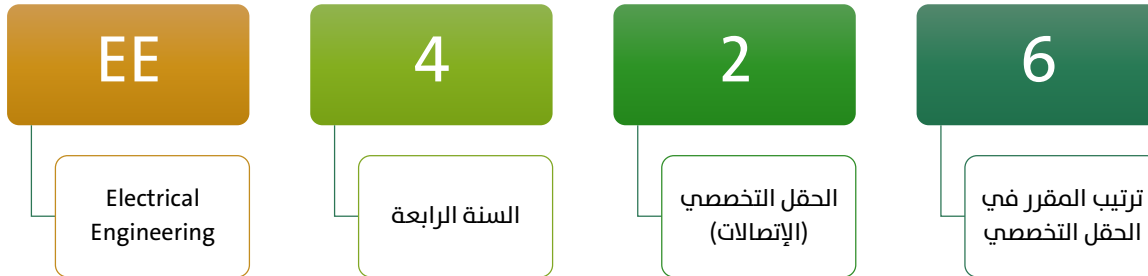 EE
4
2
6
Electrical
Engineering
السنة الرابعة
الحقل التخصصي
(الإتصالات)
ترتيب المقرر في
الحقل التخصصي